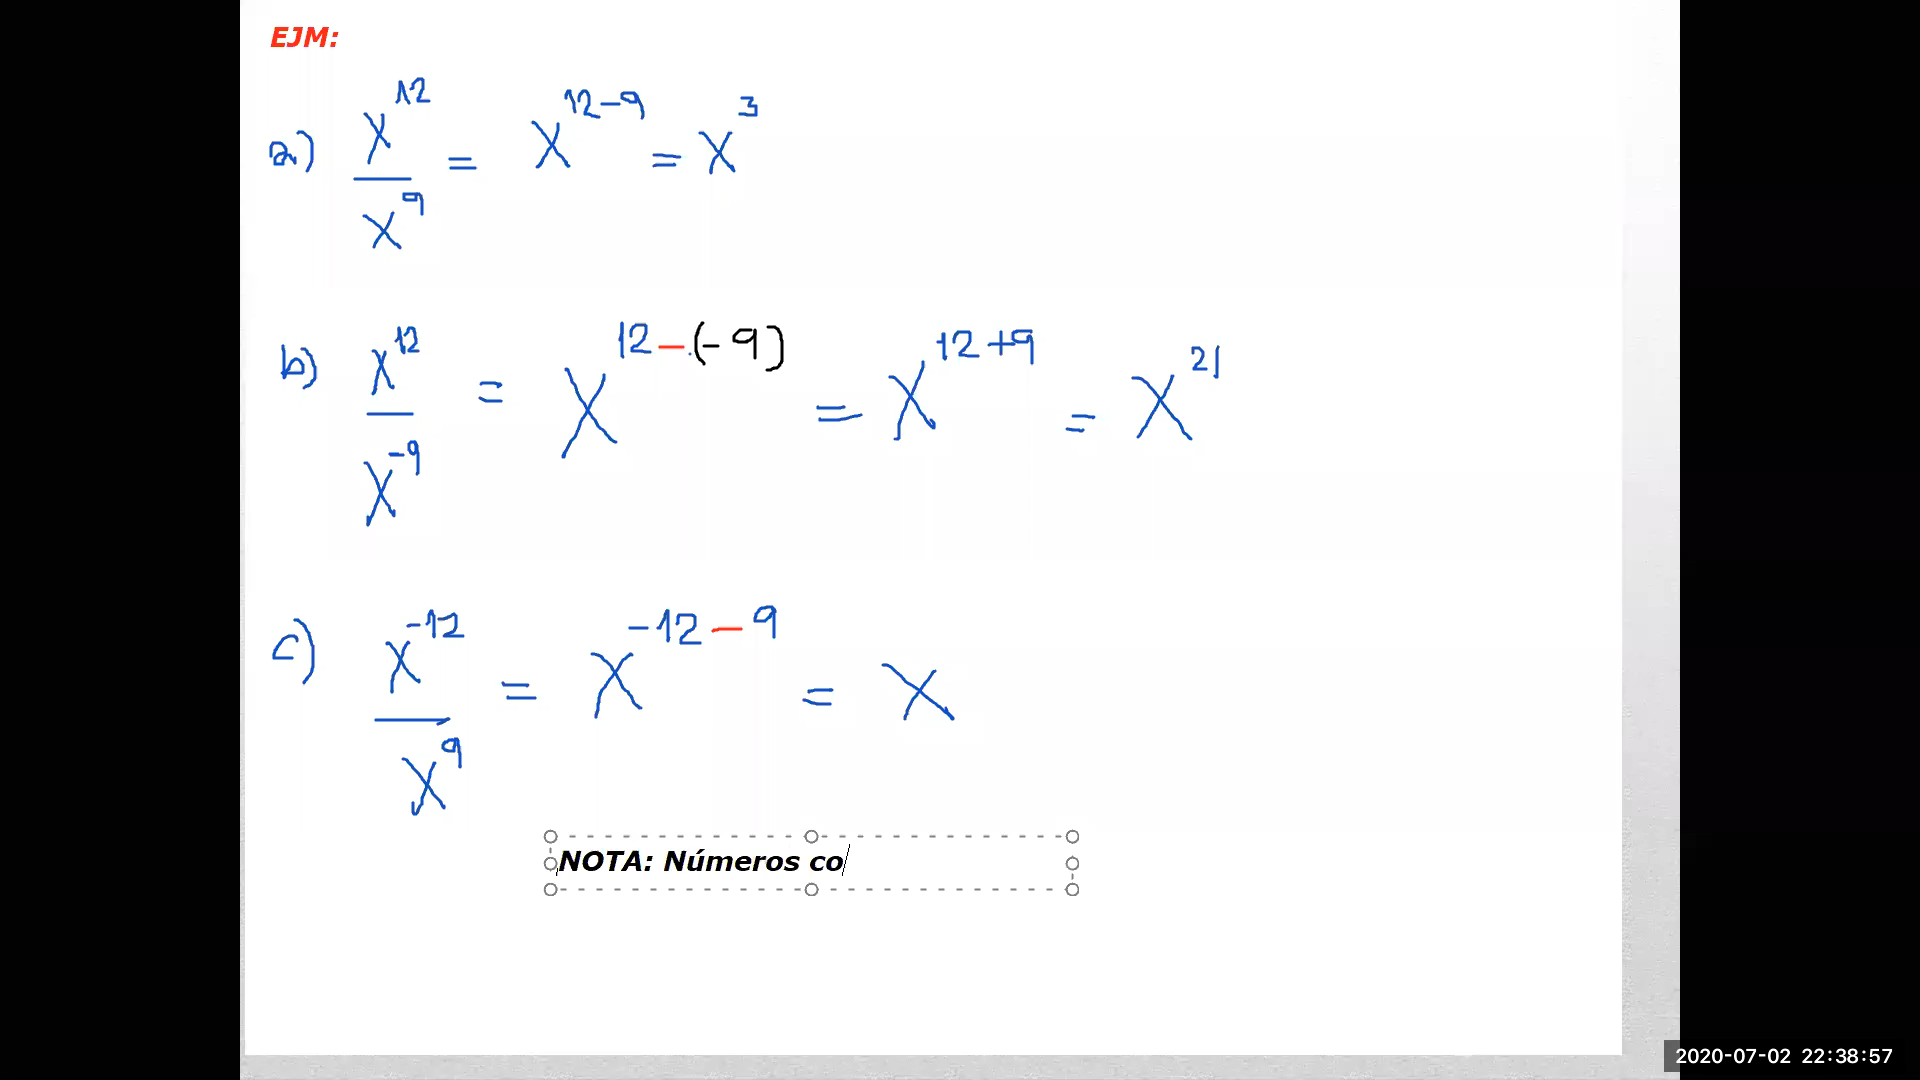 EJM:
a) x^12 / x^9 = x^12-9 = x^3
b) x^12 / x^-9 = x^12-(-9) = x^12+9 = x^21
c) x^-12 / x^9 = x^-12-9 = x
NOTA: Números co
2020-07-02 22:38:57